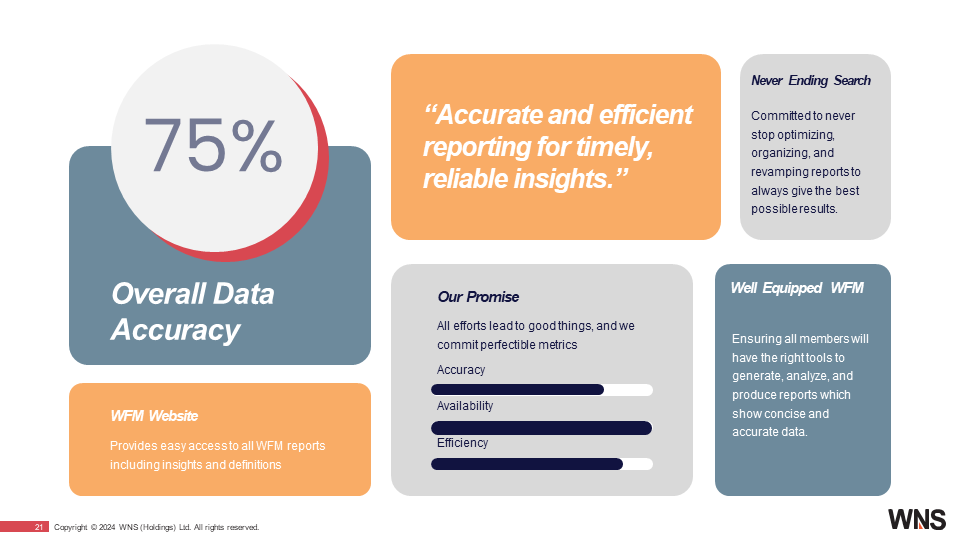 75%
Overall Data
Accuracy
“Accurate and efficient
reporting for timely,
reliable insights.”
Never Ending Search
Committed to never
stop optimizing,
organizing, and
revamping reports to
always give the best
possible results.
WFM Website
Provides easy access to all WFM reports
including insights and definitions
Our Promise
All efforts lead to good things, and we
commit perfectible metrics
Accuracy
Availability
Efficiency
Well Equipped WFM
Ensuring all members will
have the right tools to
generate, analyze, and
produce reports which
show concise and
accurate data.
21 Copyright © 2024 WNS (Holdings) Ltd. All rights reserved.
WNS